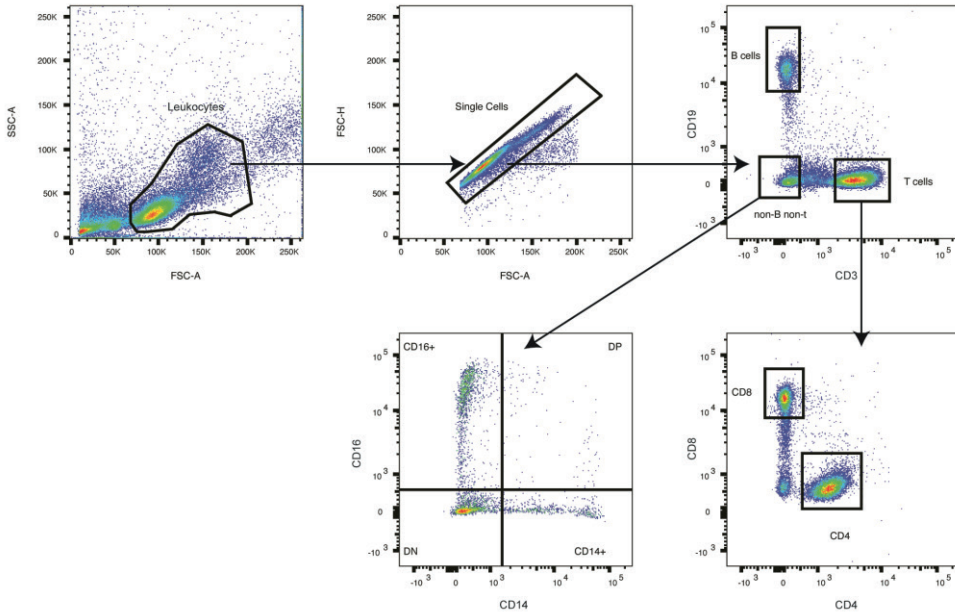 250K
200K
150K
100K
50K
0
SSC-A
Leukocytes
0
50K
100K
150K
200K
250K
FSC-A
250K
200K
150K
100K
50K
0
FSC-H
Single Cells
0
50K
100K
150K
200K
250K
FSC-A
10 5
10 4
10 3
0
-10 3
CD19
B cells
T cells
non-B non-t
-10 3
0
10 3
10 4
10 5
CD3
CD16+
DP
10 5
10 4
10 3
0
-10 3
CD16
DN
CD14+
-10 3
0
10 3
10 4
10 5
CD14
10 5
10 4
10 3
0
-10 3
CD8
CD8
CD4
-10 3
0
10 3
10 4
10 5
CD4